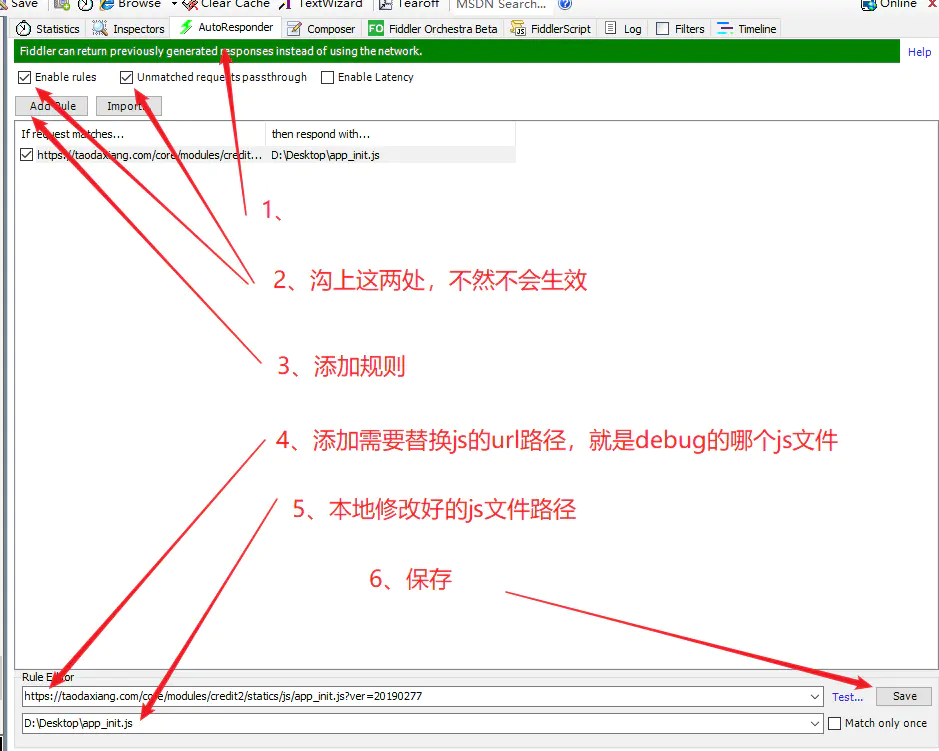 Save Browse Clear Cache TextWizard Tearoff MSDN Search... Online
Statistics Inspectors AutoResponder Composer FO Fiddler Orchestra Beta FiddlerScript Log Filters Timeline
Fiddler can return previously generated responses instead of using the network. Help
Enable rules Unmatched requests passthrough Enable Latency
Add Rule Import...
If request matches... then respond with...
https://taodaxiang.com/core/modules/credit... D:\Desktop\app_init.js
1、
2、沟上这两处，不然不会生效
3、添加规则
4、添加需要替换js的url路径，就是debug的哪个js文件
5、本地修改好的js文件路径
6、保存
Rule Editor
https://taodaxiang.com/core/modules/credit2/statics/js/app_init.js?ver=20190277 Test... Save
D:\Desktop\app_init.js Match only once